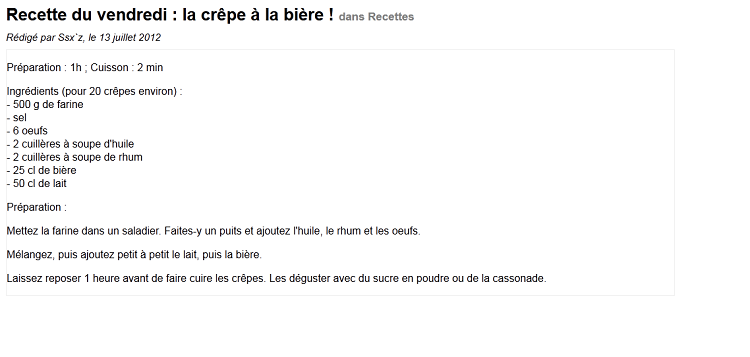 Recette du vendredi : la crêpe à la bière ! dans Recettes
Rédigé par Ssx`z, le 13 juillet 2012
Préparation : 1h ; Cuisson : 2 min
Ingrédients (pour 20 crêpes environ) :
- 500 g de farine
- sel
- 6 oeufs
- 2 cuillères à soupe d'huile
- 2 cuillères à soupe de rhum
- 25 cl de bière
- 50 cl de lait
Préparation :
Mettez la farine dans un saladier. Faites-y un puits et ajoutez l'huile, le rhum et les oeufs.
Mélangez, puis ajoutez petit à petit le lait, puis la bière.
Laissez reposer 1 heure avant de faire cuire les crêpes. Les déguster avec du sucre en poudre ou de la cassonade.